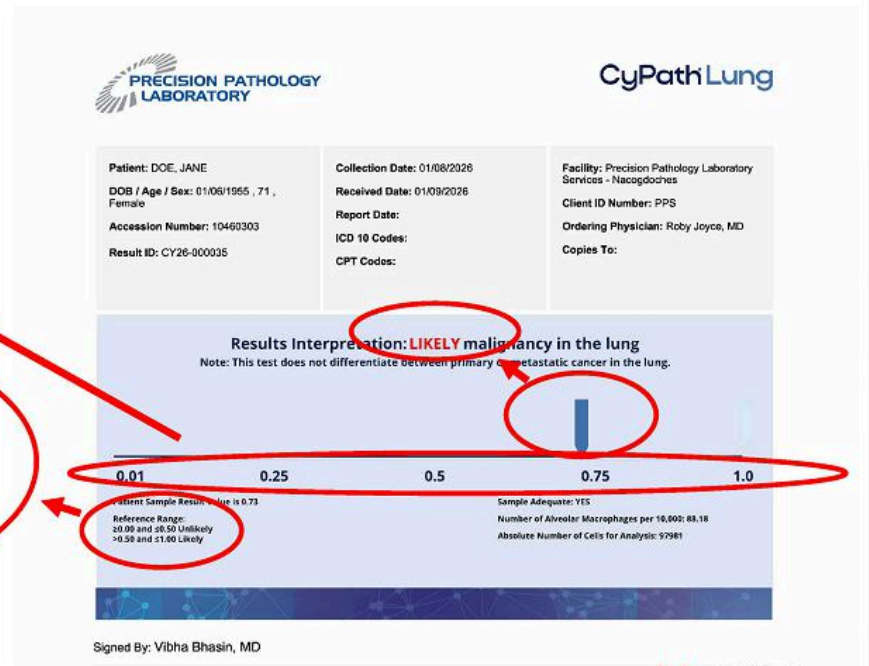 PRECISION PATHOLOGY
LABORATORY
CyPath Lung
Patient: DOE, JANE
DOB / Age / Sex: 01/06/1955 , 71 ,
Female
Accession Number: 10460303
Result ID: CY26-000035
Collection Date: 01/08/2026
Received Date: 01/09/2026
Report Date:
ICD 10 Codes:
CPT Codes:
Facility: Precision Pathology Laboratory
Services - Nacogdoches
Client ID Number: PPS
Ordering Physician: Roby Joyce, MD
Copies To:
Results Interpretation: LIKELY malignancy in the lung
Note: This test does not differentiate between primary or metastatic cancer in the lung.
0.01 0.25 0.5 0.75 1.0
Patient Sample Result Value is 0.73
Reference Range:
≥0.00 and ≤0.50 Unlikely
>0.50 and ≤1.00 Likely
Sample Adequate: YES
Number of Alveolar Macrophages per 10,000: 88.18
Absolute Number of Cells for Analysis: 97981
Signed By: Vibha Bhasin, MD